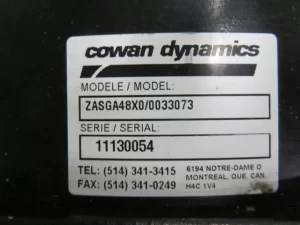 cowan dynamics
MODELE / MODEL:
ZASGA48X0/0033073
SERIE / SERIAL:
11130054
TEL: (514) 341-3415
FAX: (514) 341-0249
6194 NOTRE-DAME O
MONTREAL, QUE. CAN.
H4C 1V4